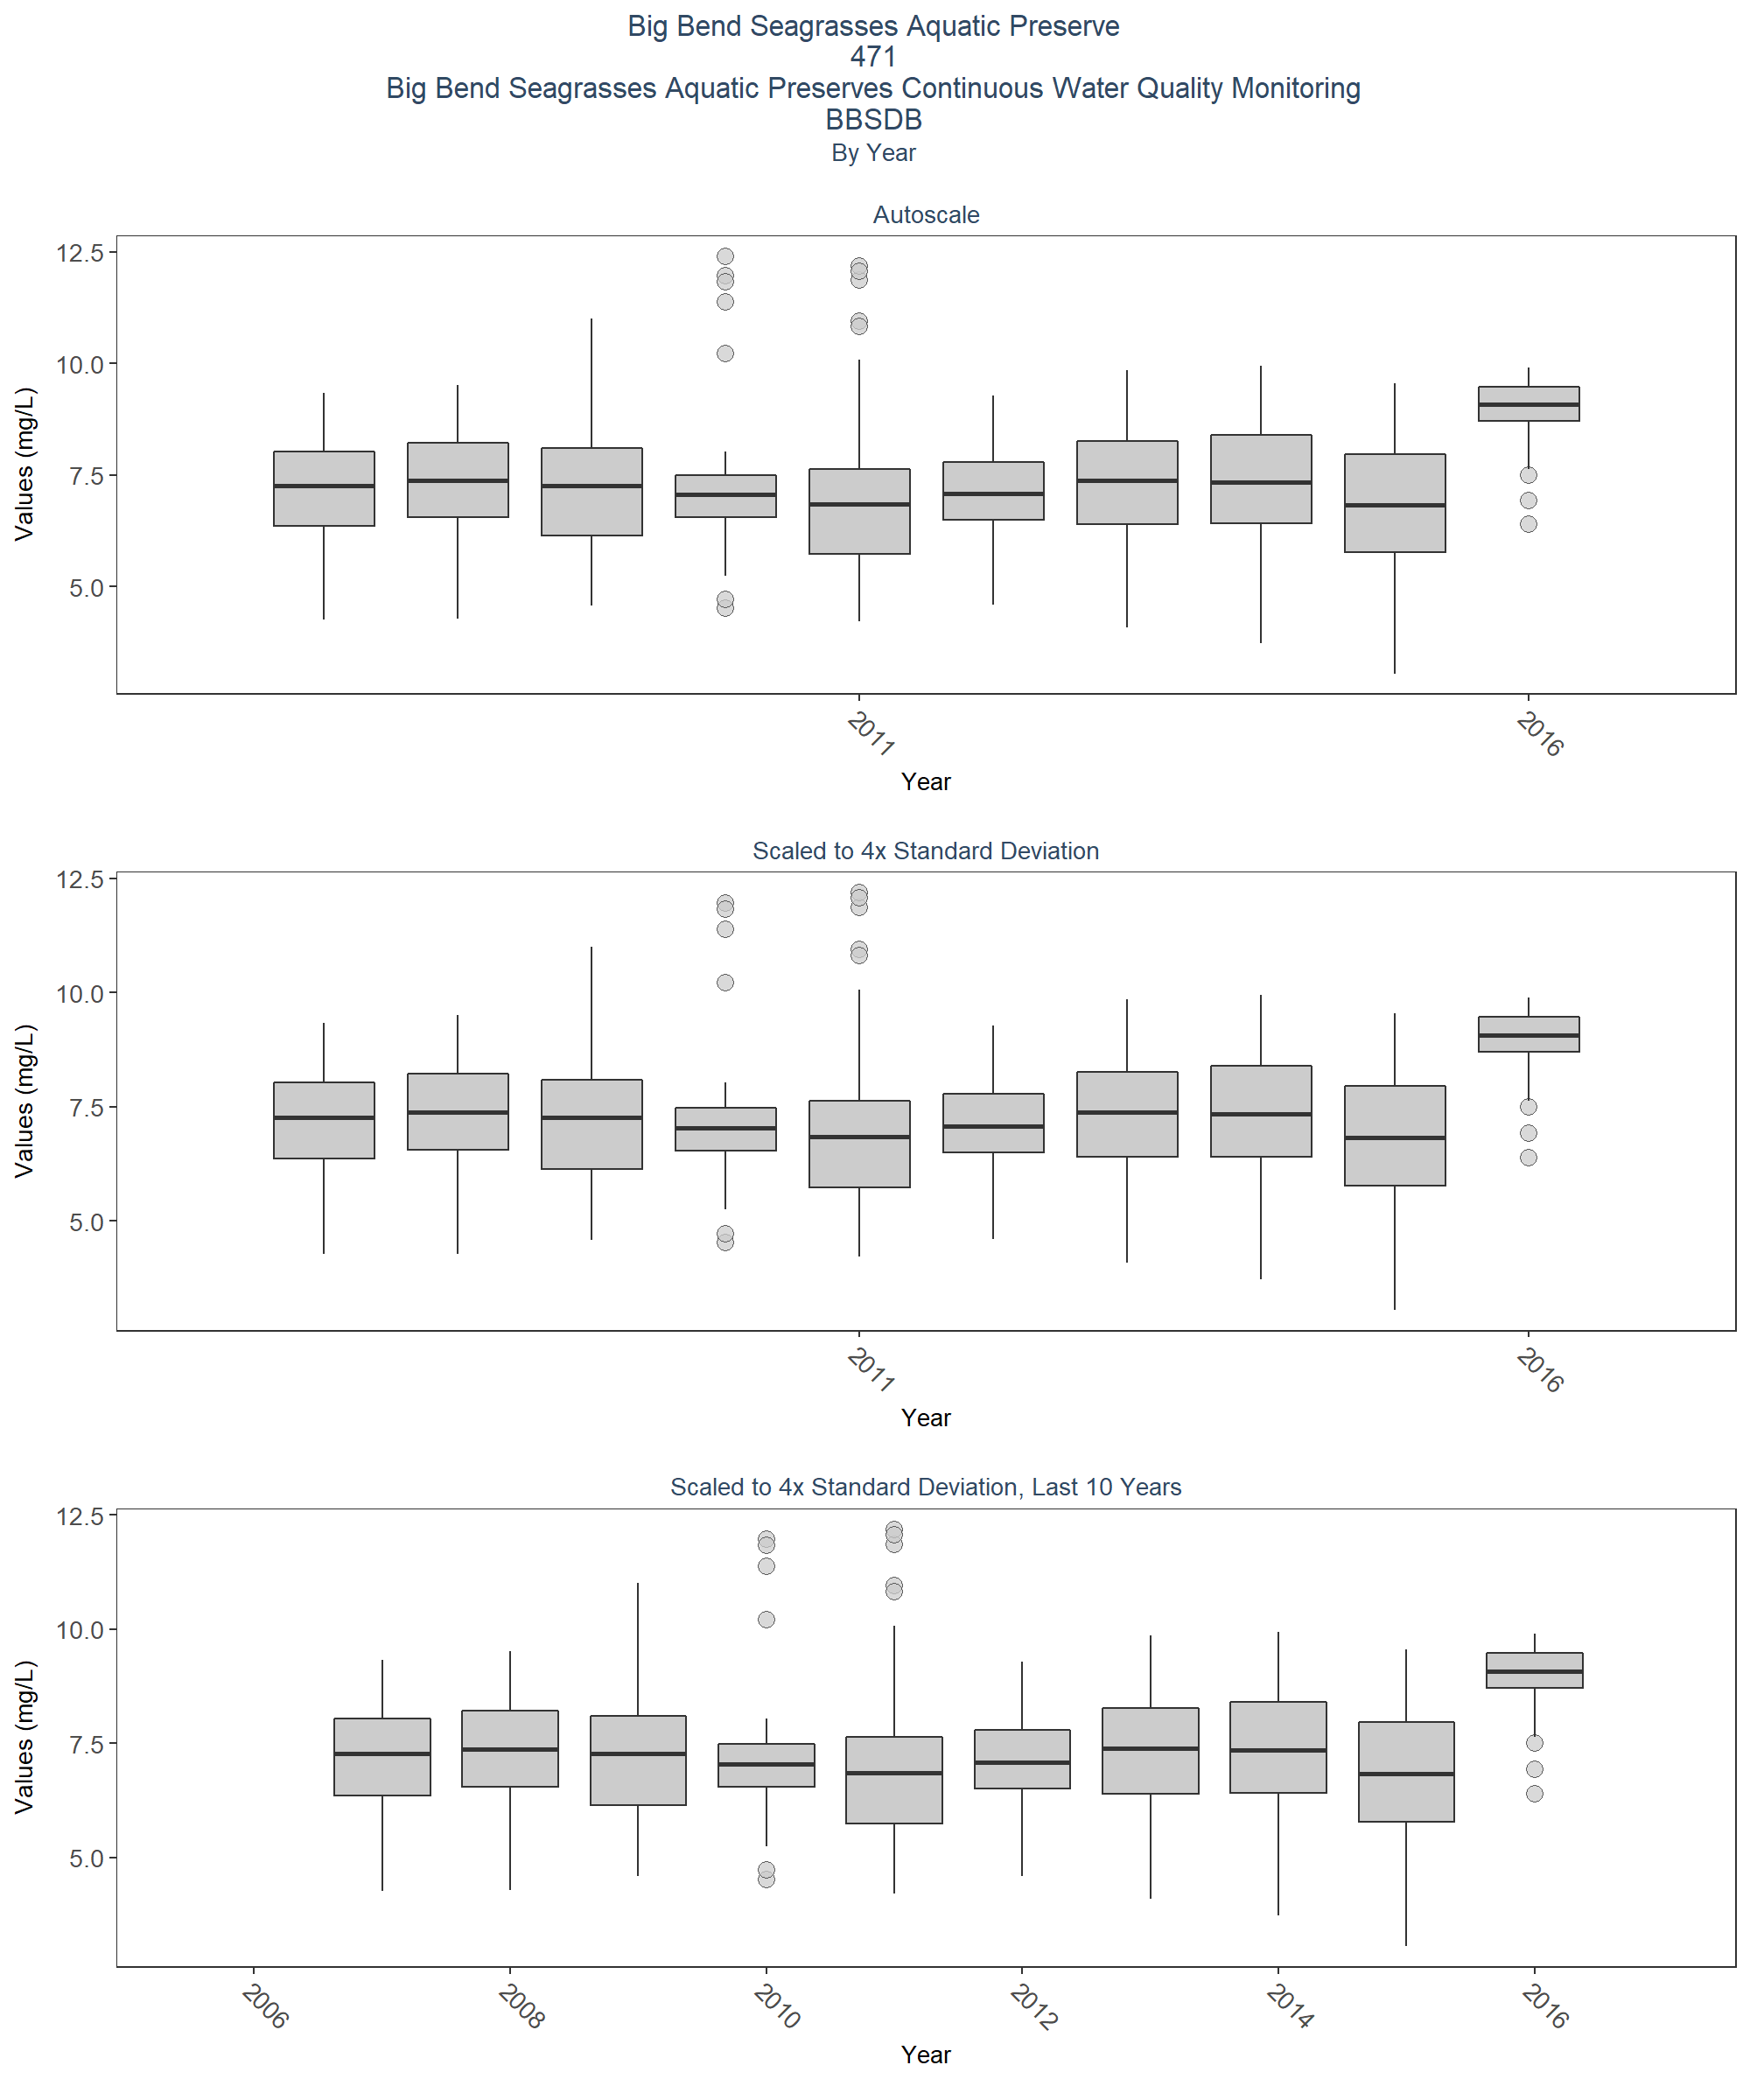 Big Bend Seagrasses Aquatic Preserve
471
Big Bend Seagrasses Aquatic Preserves Continuous Water Quality Monitoring
BBSDB
By Year
Autoscale
12.5
10.0
7.5
5.0
Values (mg/L)
2011
2016
Year
Scaled to 4x Standard Deviation
12.5
10.0
7.5
5.0
Values (mg/L)
2011
2016
Year
Scaled to 4x Standard Deviation, Last 10 Years
12.5
10.0
7.5
5.0
Values (mg/L)
2006
2008
2010
2012
2014
2016
Year